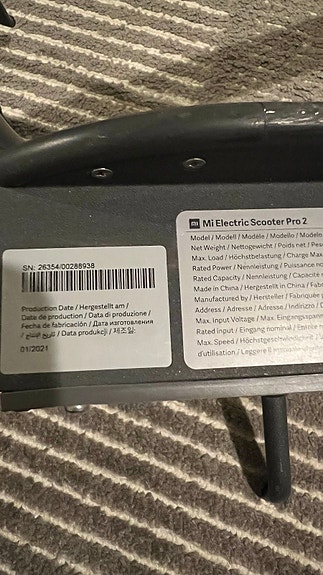 SN: 26354/00288938
Production Date / Hergestellt am /
Date de production / Data di produzione /
Fecha de fabricación / Дата изготовления
/ تاريخ الإنتاج / Data produkcji / 제조일:
01/2021
mi Mi Electric Scooter Pro 2
Model / Modell / Modèle / Modello / Modelo
Net Weight / Nettogewicht / Poids net / Pes
Max. Load / Höchstbelastung / Charge Max
Rated Power / Nennleistung / Puissance no
Rated Capacity / Nennleistung / Capacité n
Made in China / Hergestellt in China / Fabr
Manufactured by / Hersteller / Fabriqué p
Address / Adresse / Adresse / Indirizzo /
Max. Input Voltage / Max. Eingangsspann
Rated input / Eingang nominal / Entrée n
Max. Speed / Höchstgeschwindigkeit / V
d'utilisation / Leggere il